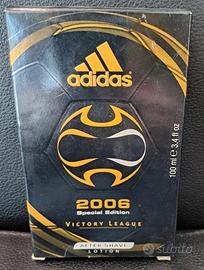 adidas
2006
Special Edition
VICTORY LEAGUE
AFTER SHAVE
LOTION
100 ml ℮ 3.4 fl oz
subito